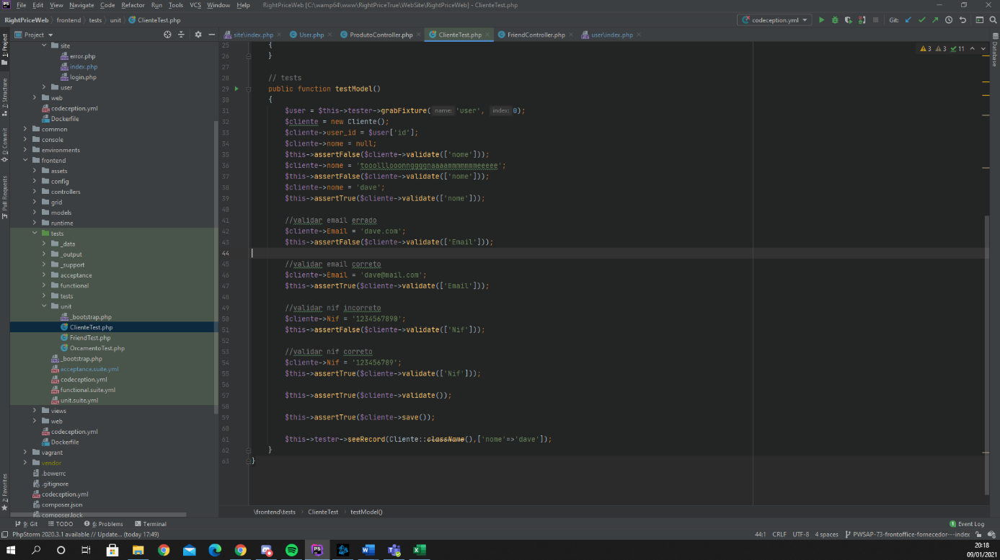 PS File Edit View Navigate Code Refactor Run Tools VCS Window Help RightPriceWeb [C:\wamp64\www\RightPriceTrue\WebSite\RightPriceWeb] - ClienteTest.php
RightPriceWeb frontend tests unit ClienteTest.php codeception.yml Git:
Project site\index.php User.php ProdutoController.php ClienteTest.php FriendController.php user\index.php
1: Project
7: Structure
0: Commit
Pull Requests
2: Favorites
site
error.php
index.php
login.php
user
web
codeception.yml
Dockerfile
common
console
environments
frontend
assets
config
controllers
grid
models
runtime
tests
_data
_output
_support
acceptance
functional
tests
unit
_bootstrap.php
ClienteTest.php
FriendTest.php
OrcamentoTest.php
_bootstrap.php
acceptance.suite.yml
codeception.yml
functional.suite.yml
unit.suite.yml
views
web
codeception.yml
Dockerfile
vagrant
vendor
.bowerrc
.gitignore
codeception.yml
composer.json
composer.lock
3 3 11
Database
25 {
26 }
27
28 // tests
29 public function testModel()
30 {
31 $user = $this->tester->grabFixture( name: 'user', index: 0);
32 $cliente = new Cliente();
33 $cliente->user_id = $user['id'];
34 $cliente->nome = null;
35 $this->assertFalse($cliente->validate(['nome']));
36 $cliente->nome = 'tooolllooonnggggnaaaammmmmmmeeeee';
37 $this->assertFalse($cliente->validate(['nome']));
38 $cliente->nome = 'dave';
39 $this->assertTrue($cliente->validate(['nome']));
40
41 //validar email errado
42 $cliente->Email = 'dave.com';
43 $this->assertFalse($cliente->validate(['Email']));
44
45 //validar email correto
46 $cliente->Email = 'dave@mail.com';
47 $this->assertTrue($cliente->validate(['Email']));
48
49 //validar nif incorreto
50 $cliente->Nif = '1234567890';
51 $this->assertFalse($cliente->validate(['Nif']));
52
53 //validar nif correto
54 $cliente->Nif = '123456789';
55 $this->assertTrue($cliente->validate(['Nif']));
56
57 $this->assertTrue($cliente->validate());
58
59 $this->assertTrue($cliente->save());
60
61 $this->tester->seeRecord(Cliente::className(),['nome'=>'dave']);
62 }
63 }
\frontend\tests ClienteTest testModel()
9: Git TODO 6: Problems Terminal 1 Event Log
PhpStorm 2020.3.1 available // Update... (today 17:49) 44:1 CRLF UTF-8 4 spaces PWSAP-73-frontoffice-fornecedor---index
20:18
09/01/2021